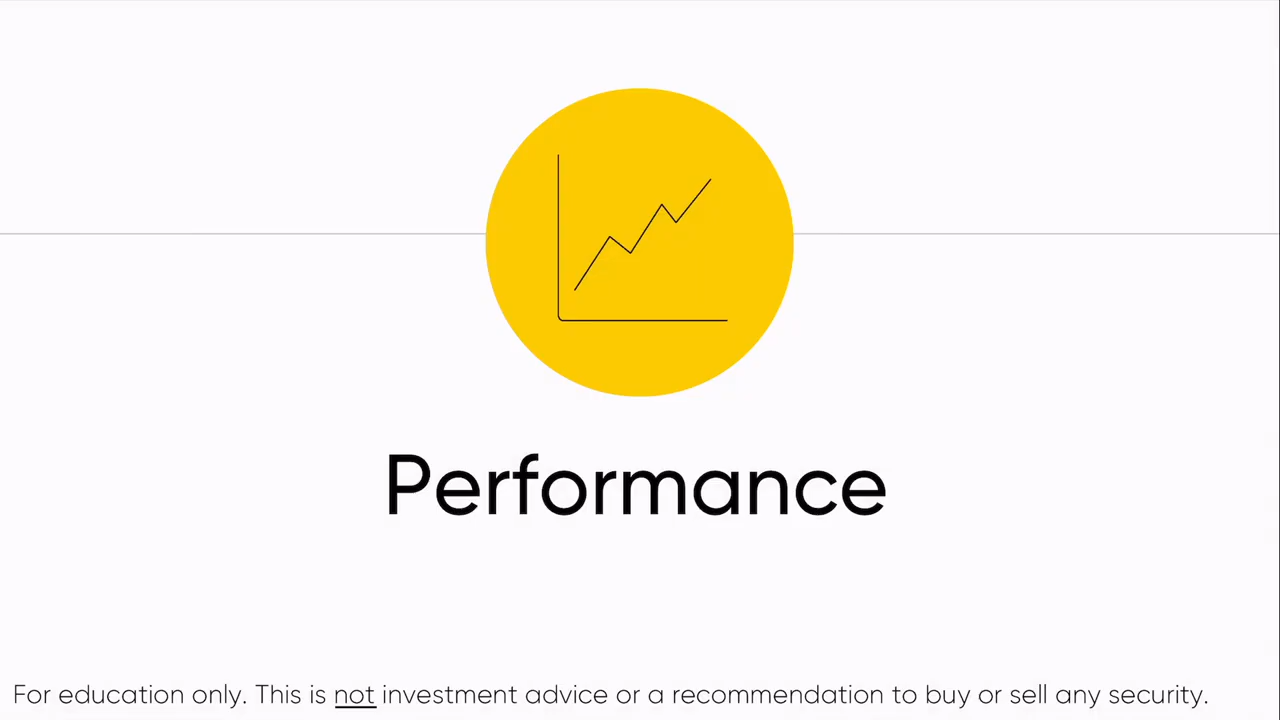 Performance
For education only. This is not investment advice or a recommendation to buy or sell any security.